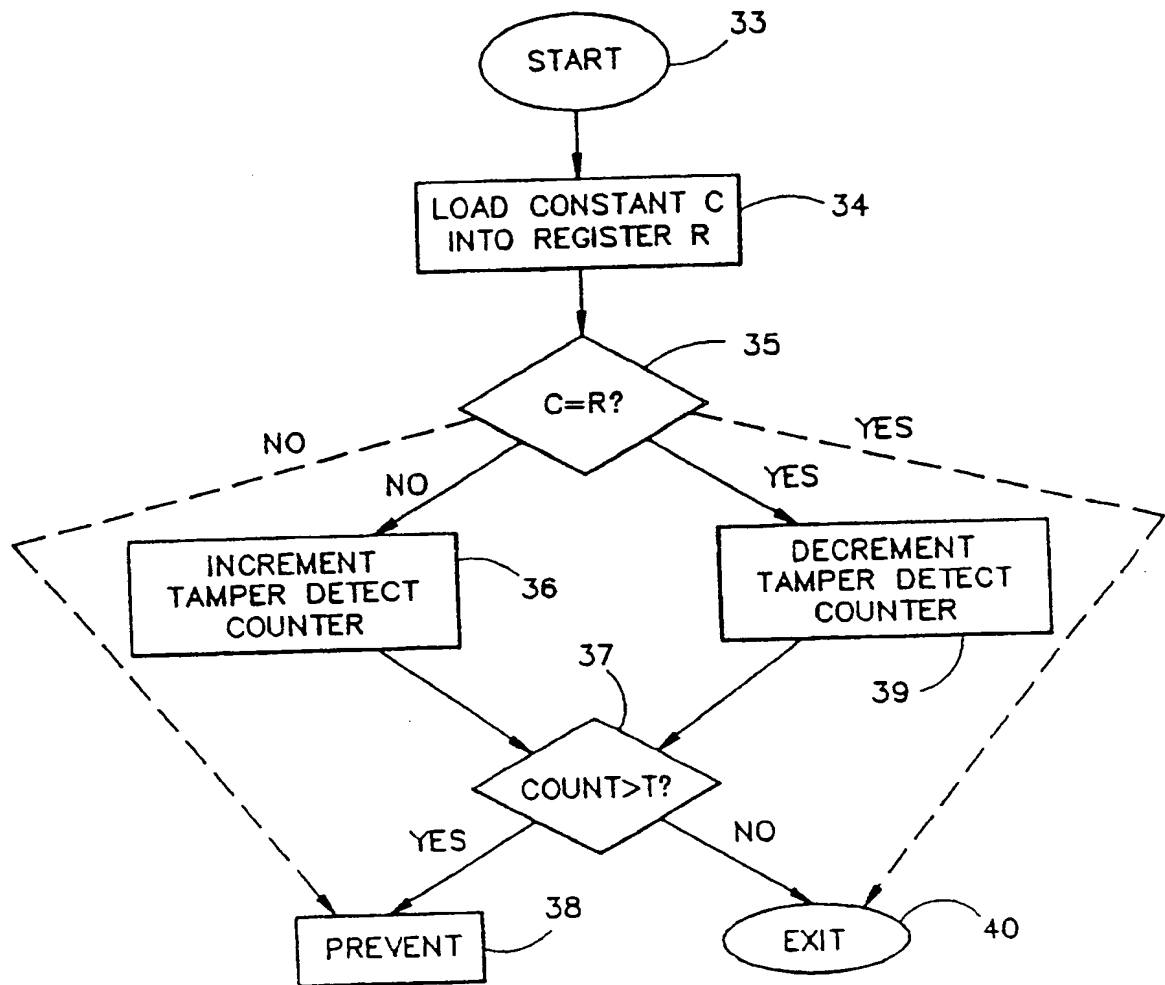 33
START
LOAD CONSTANT C
INTO REGISTER R
34
35
C=R?
NO
YES
NO
YES
INCREMENT
TAMPER DETECT
COUNTER
36
DECREMENT
TAMPER DETECT
COUNTER
37
39
COUNT>T?
YES
NO
PREVENT
38
EXIT
40